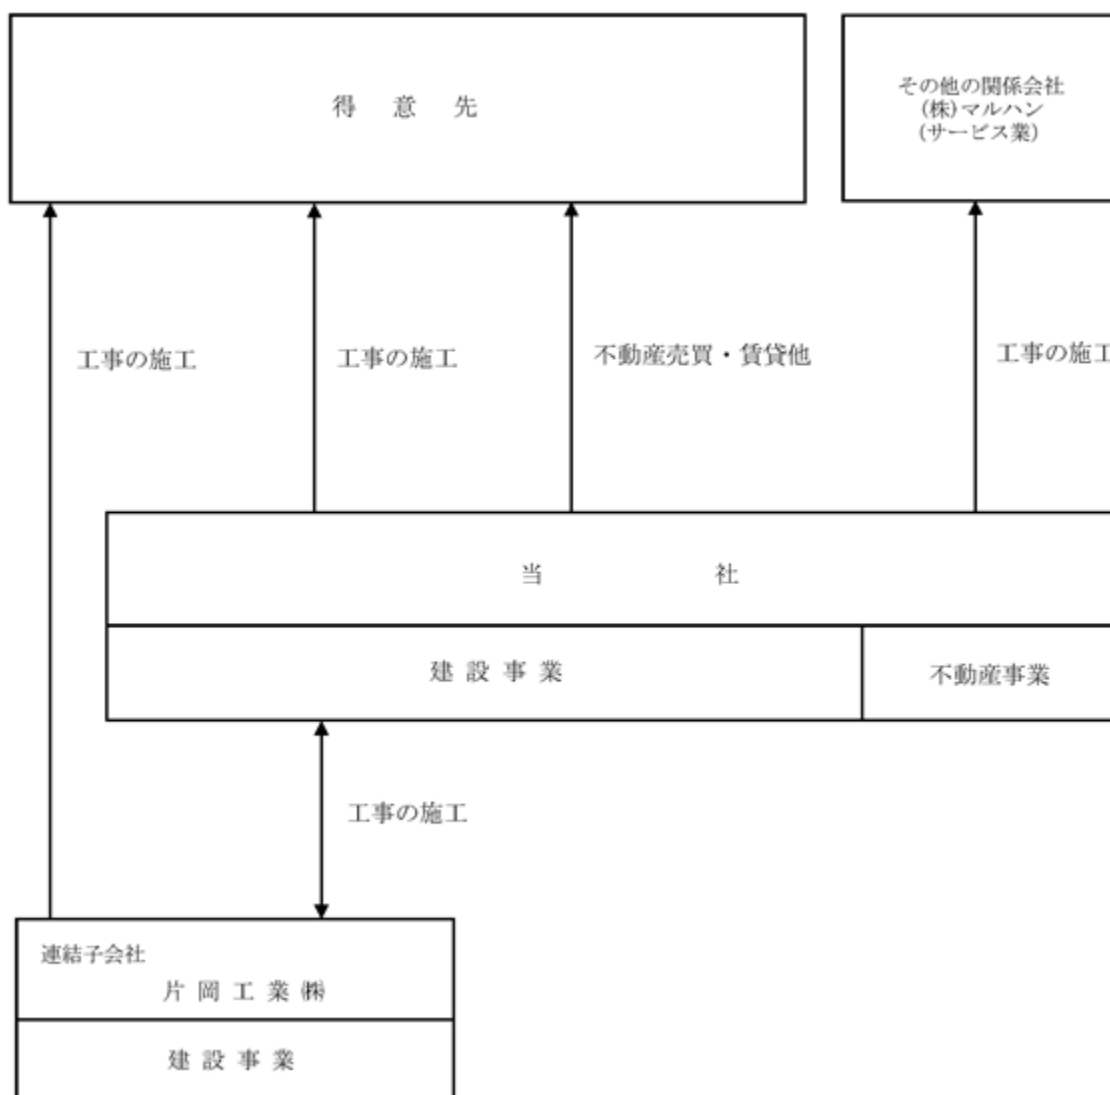 得意先
その他の関係会社
(株)マルハン
(サービス業)
工事の施工
工事の施工
不動産売買・賃貸他
工事の施工
当社
建設事業
不動産事業
工事の施工
連結子会社
片岡工業㈱
建設事業